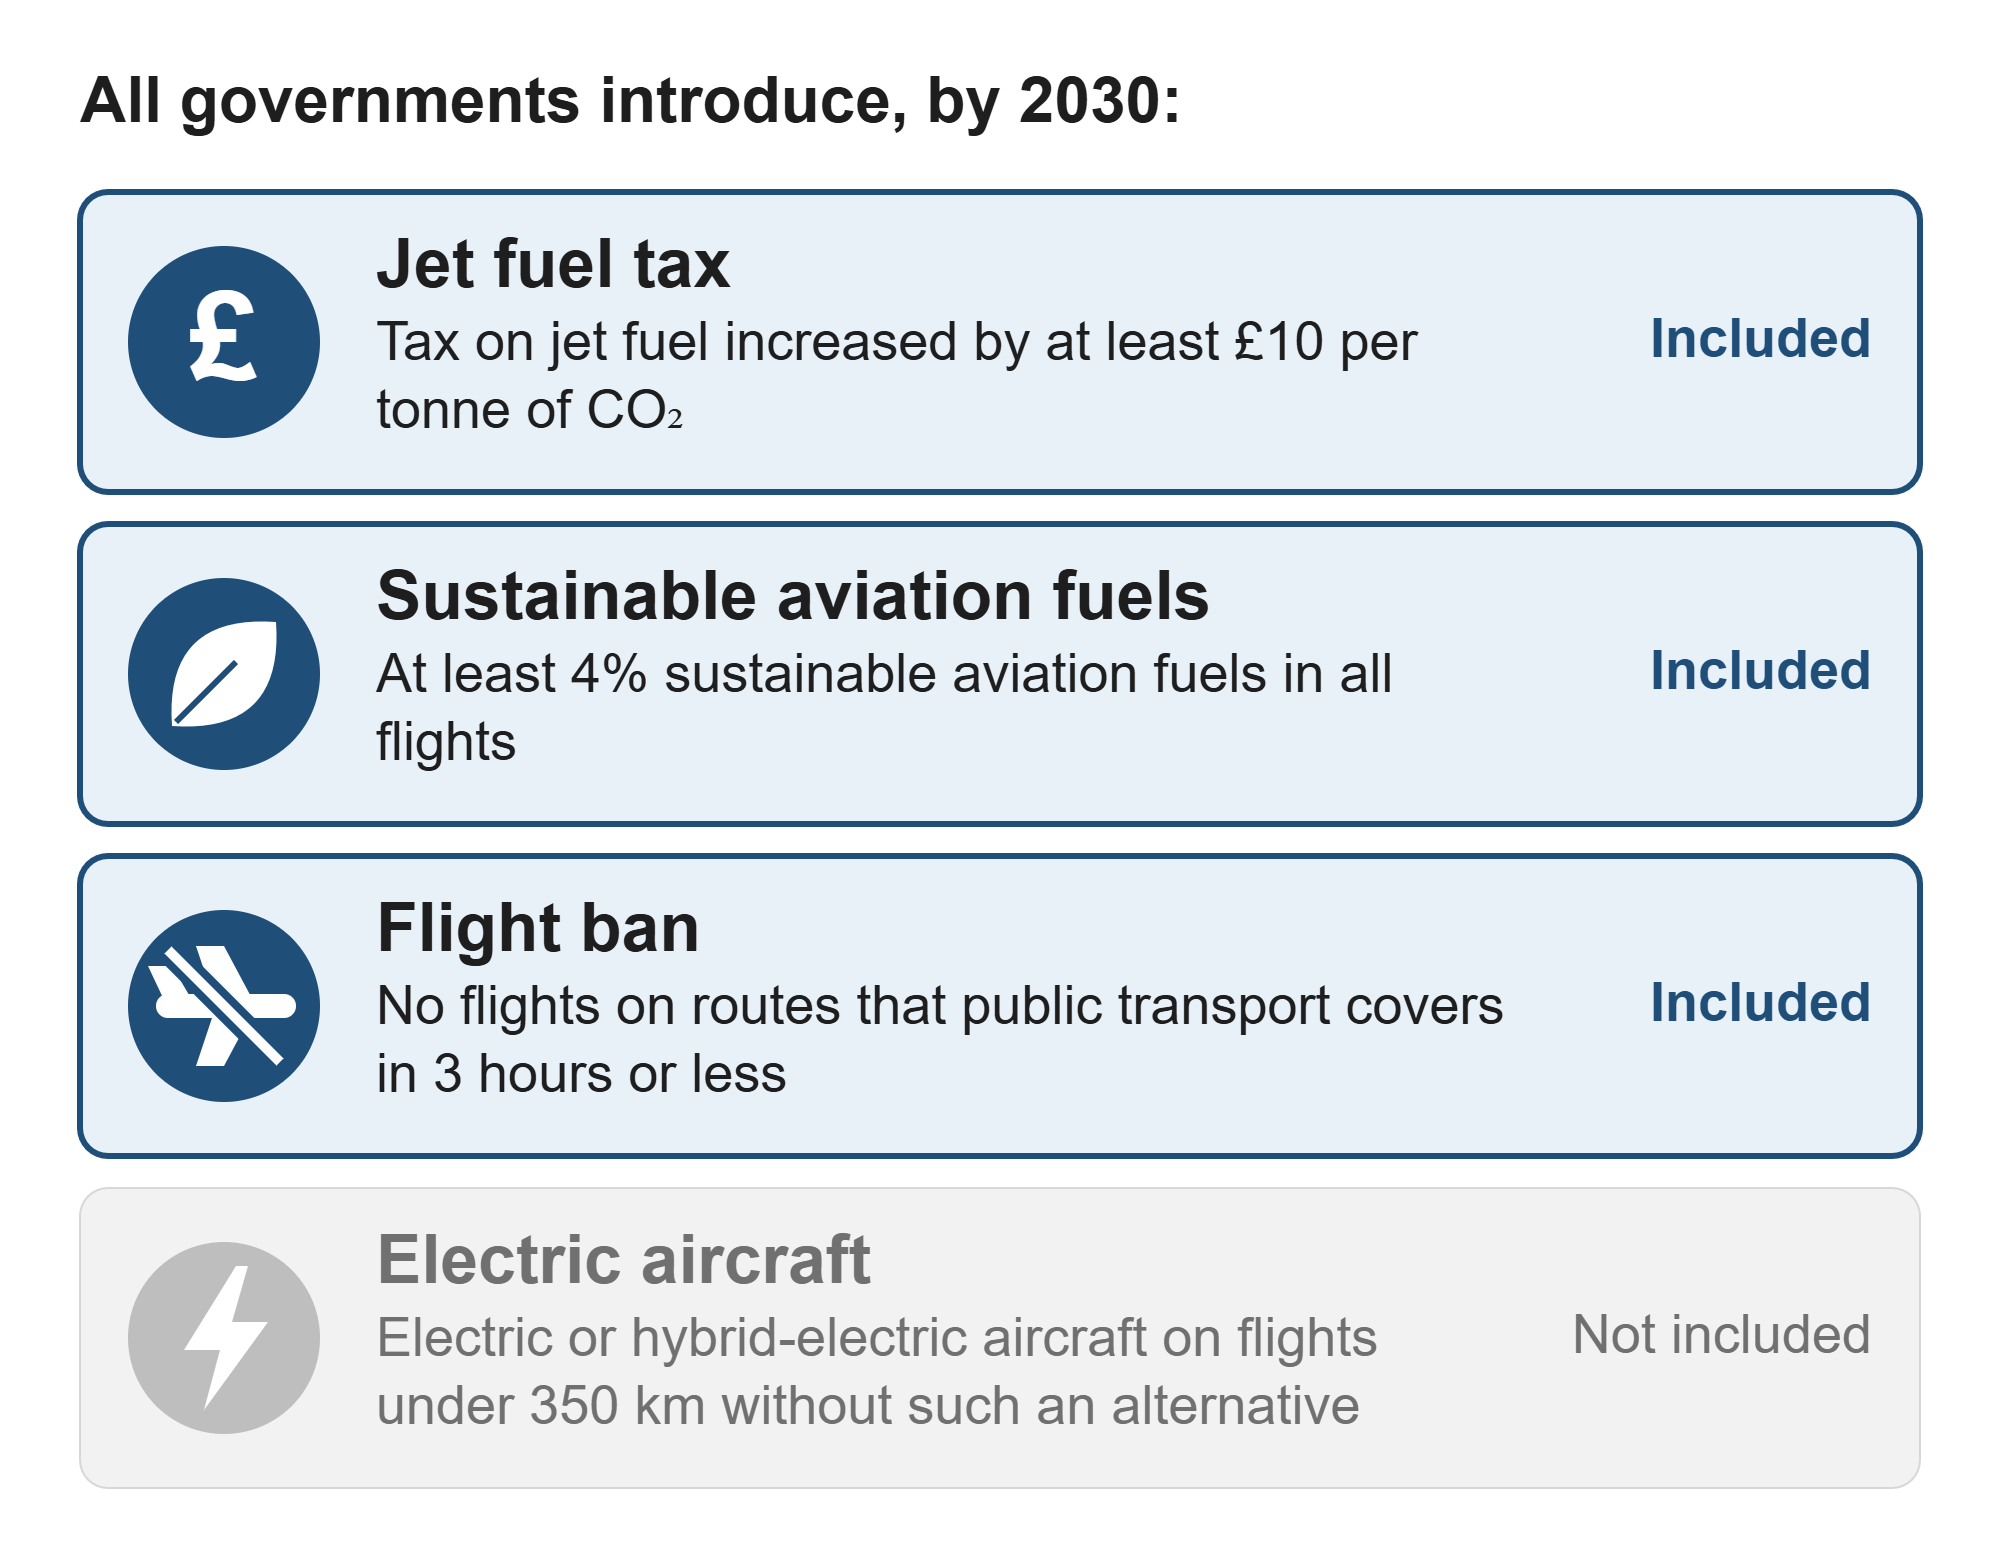 All governments introduce, by 2030:
£
Jet fuel tax
Tax on jet fuel increased by at least £10 per
tonne of CO₂
Included
Sustainable aviation fuels
At least 4% sustainable aviation fuels in all
flights
Included
Flight ban
No flights on routes that public transport covers
in 3 hours or less
Included
Electric aircraft
Electric or hybrid-electric aircraft on flights
under 350 km without such an alternative
Not included